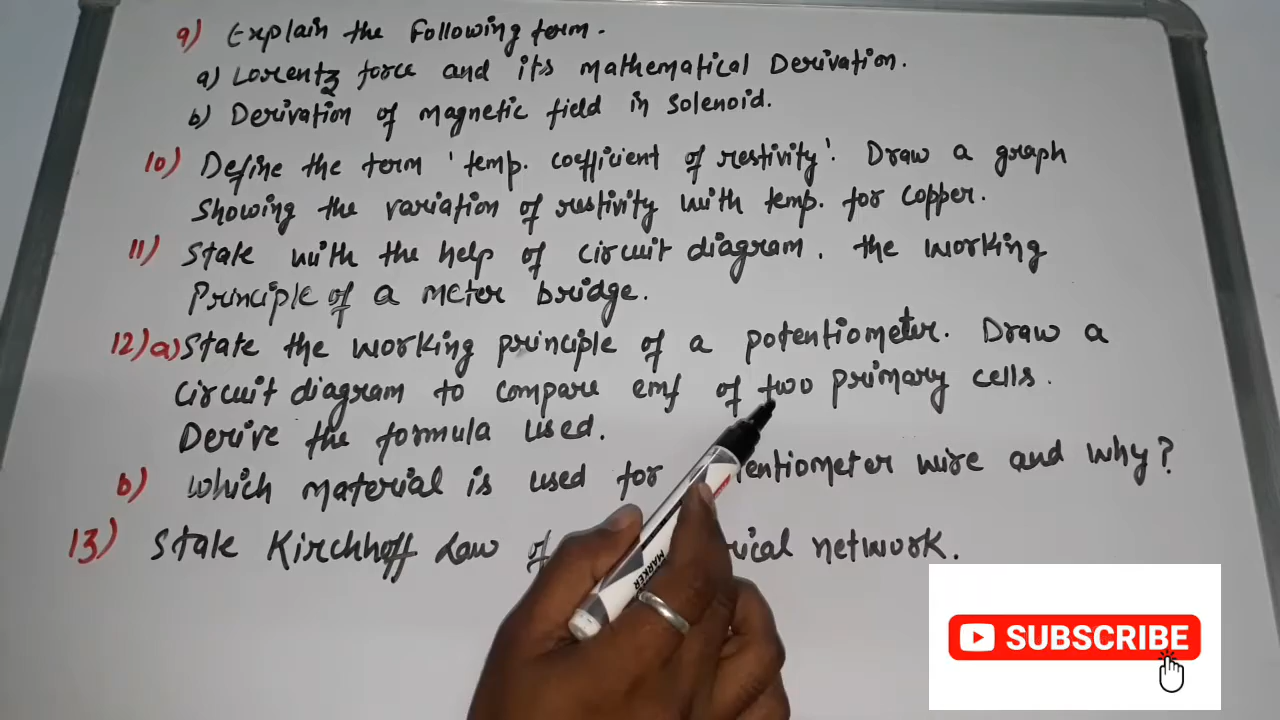 9) Explain the following term.
a) Lorentz force and its mathematical Derivation.
b) Derivation of magnetic field in Solenoid.
10) Define the term 'temp. coefficient of restivity'. Draw a graph
Showing the variation of restivity with temp. for copper.
11) State with the help of circuit diagram. the working
Principle of a meter bridge.
12) a) State the working principle of a potentiometer. Draw a
Circuit diagram to compare emf of two primary cells.
Derive the formula used.
b) Which material is used for entiometer wire and why?
13) State Kirchhoff Law of rical network.
MARKER
SUBSCRIBE